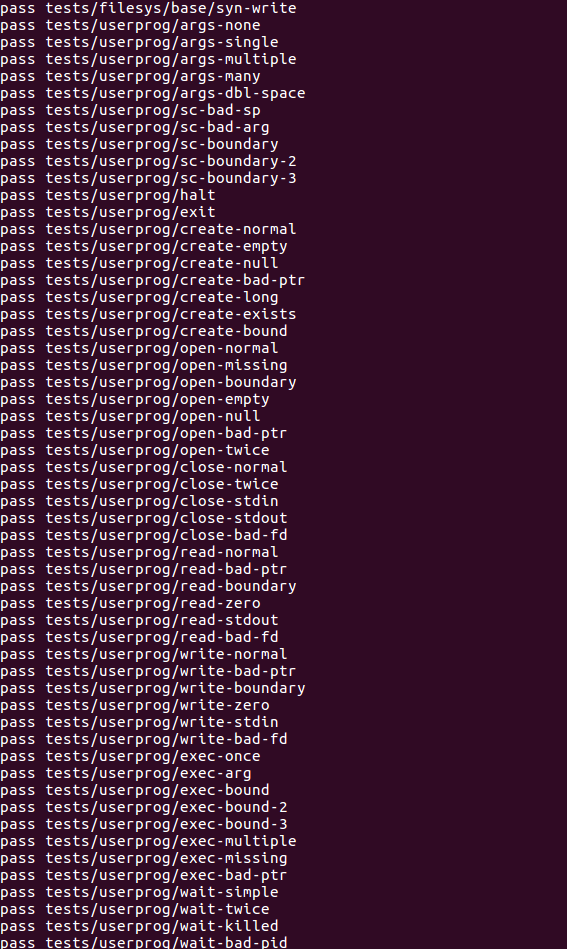 pass tests/filesys/base/syn-write
pass tests/userprog/args-none
pass tests/userprog/args-single
pass tests/userprog/args-multiple
pass tests/userprog/args-many
pass tests/userprog/args-dbl-space
pass tests/userprog/sc-bad-sp
pass tests/userprog/sc-bad-arg
pass tests/userprog/sc-boundary
pass tests/userprog/sc-boundary-2
pass tests/userprog/sc-boundary-3
pass tests/userprog/halt
pass tests/userprog/exit
pass tests/userprog/create-normal
pass tests/userprog/create-empty
pass tests/userprog/create-null
pass tests/userprog/create-bad-ptr
pass tests/userprog/create-long
pass tests/userprog/create-exists
pass tests/userprog/create-bound
pass tests/userprog/open-normal
pass tests/userprog/open-missing
pass tests/userprog/open-boundary
pass tests/userprog/open-empty
pass tests/userprog/open-null
pass tests/userprog/open-bad-ptr
pass tests/userprog/open-twice
pass tests/userprog/close-normal
pass tests/userprog/close-twice
pass tests/userprog/close-stdin
pass tests/userprog/close-stdout
pass tests/userprog/close-bad-fd
pass tests/userprog/read-normal
pass tests/userprog/read-bad-ptr
pass tests/userprog/read-boundary
pass tests/userprog/read-zero
pass tests/userprog/read-stdout
pass tests/userprog/read-bad-fd
pass tests/userprog/write-normal
pass tests/userprog/write-bad-ptr
pass tests/userprog/write-boundary
pass tests/userprog/write-zero
pass tests/userprog/write-stdin
pass tests/userprog/write-bad-fd
pass tests/userprog/exec-once
pass tests/userprog/exec-arg
pass tests/userprog/exec-bound
pass tests/userprog/exec-bound-2
pass tests/userprog/exec-bound-3
pass tests/userprog/exec-multiple
pass tests/userprog/exec-missing
pass tests/userprog/exec-bad-ptr
pass tests/userprog/wait-simple
pass tests/userprog/wait-twice
pass tests/userprog/wait-killed
pass tests/userprog/wait-bad-pid